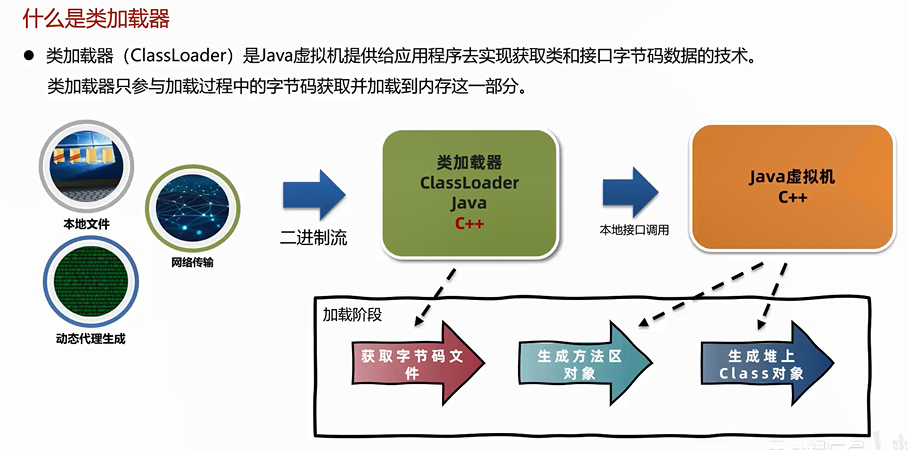 什么是类加载器
● 类加载器（ClassLoader）是Java虚拟机提供给应用程序去实现获取类和接口字节码数据的技术。
类加载器只参与加载过程中的字节码获取并加载到内存这一部分。
本地文件
网络传输
动态代理生成
二进制流
类加载器
ClassLoader
Java
C++
本地接口调用
Java虚拟机
C++
加载阶段
获取字节码文
件
生成方法区
对象
生成堆上
Class对象